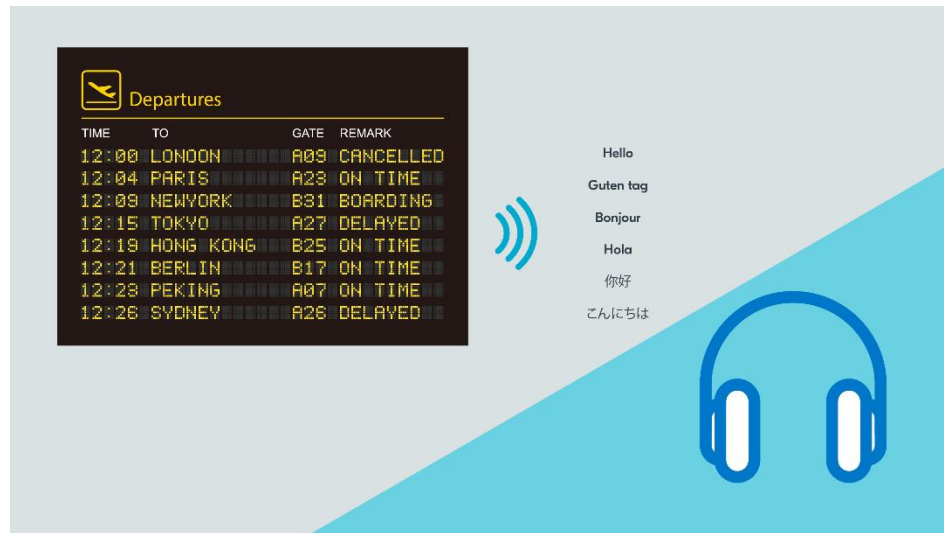 Departures
TIME TO GATE REMARK
12:00 LONDON A09 CANCELLED
12:04 PARIS A23 ON TIME
12:09 NEWYORK B31 BOARDING
12:15 TOKYO A27 DELAYED
12:19 HONG KONG B25 ON TIME
12:21 BERLIN B17 ON TIME
12:23 PEKING A07 ON TIME
12:26 SYDNEY A26 DELAYED
Hello
Guten tag
Bonjour
Hola
你好
こんにちは